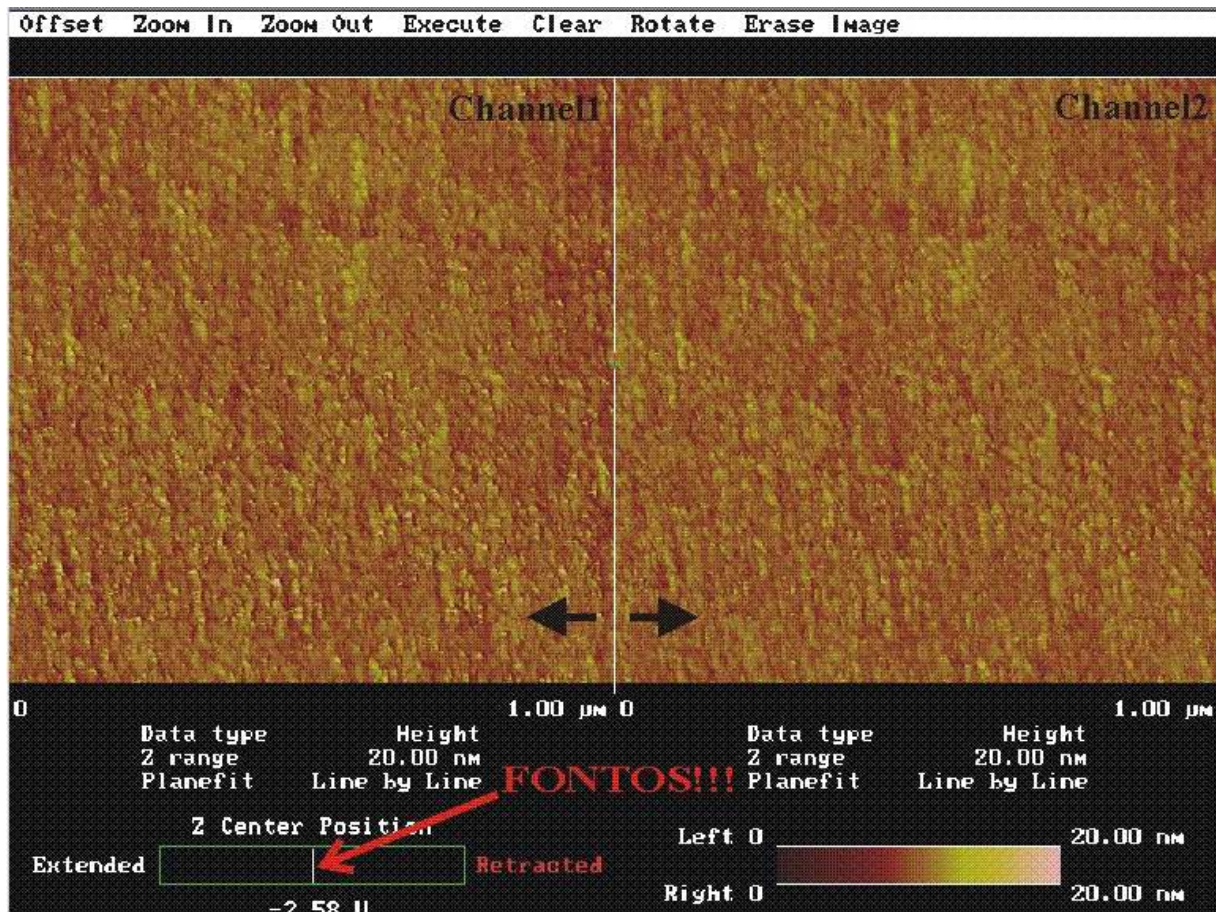 Offset Zoom In Zoom Out Execute Clear Rotate Erase Image
Channel1 Channel2
0 1.00 µm 0 1.00 µm
Data type Height Data type Height
Z range 20.00 nm Z range 20.00 nm
Planefit Line by Line FONTOS!!! Planefit Line by Line
Z Center Position
Left 0 20.00 nm
Extended Retracted
Right 0 20.00 nm
-2.58 V